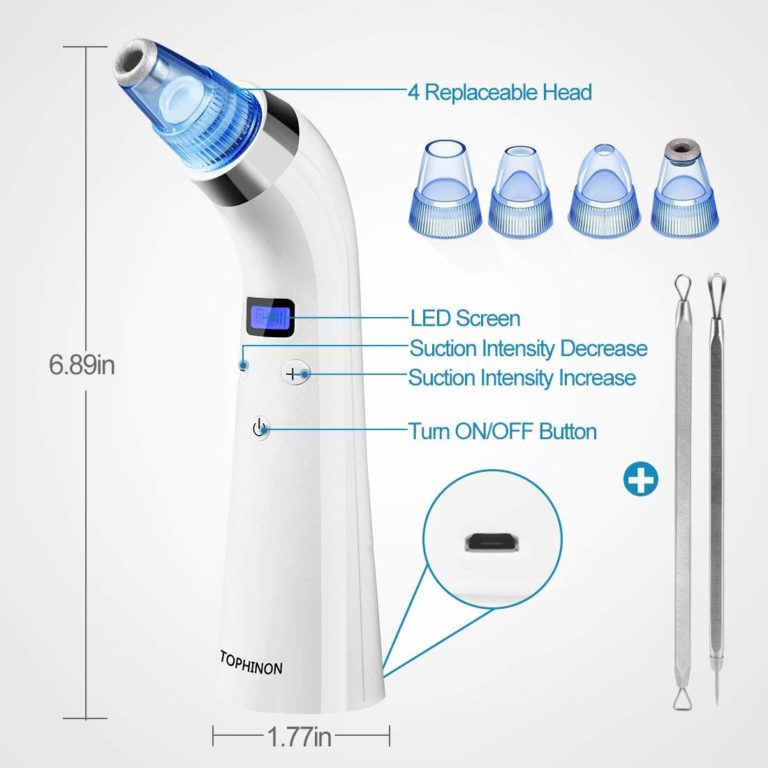 4 Replaceable Head
LED Screen
Suction Intensity Decrease
6.89in
Suction Intensity Increase
Turn ON/OFF Button
TOPHINON
1.77in